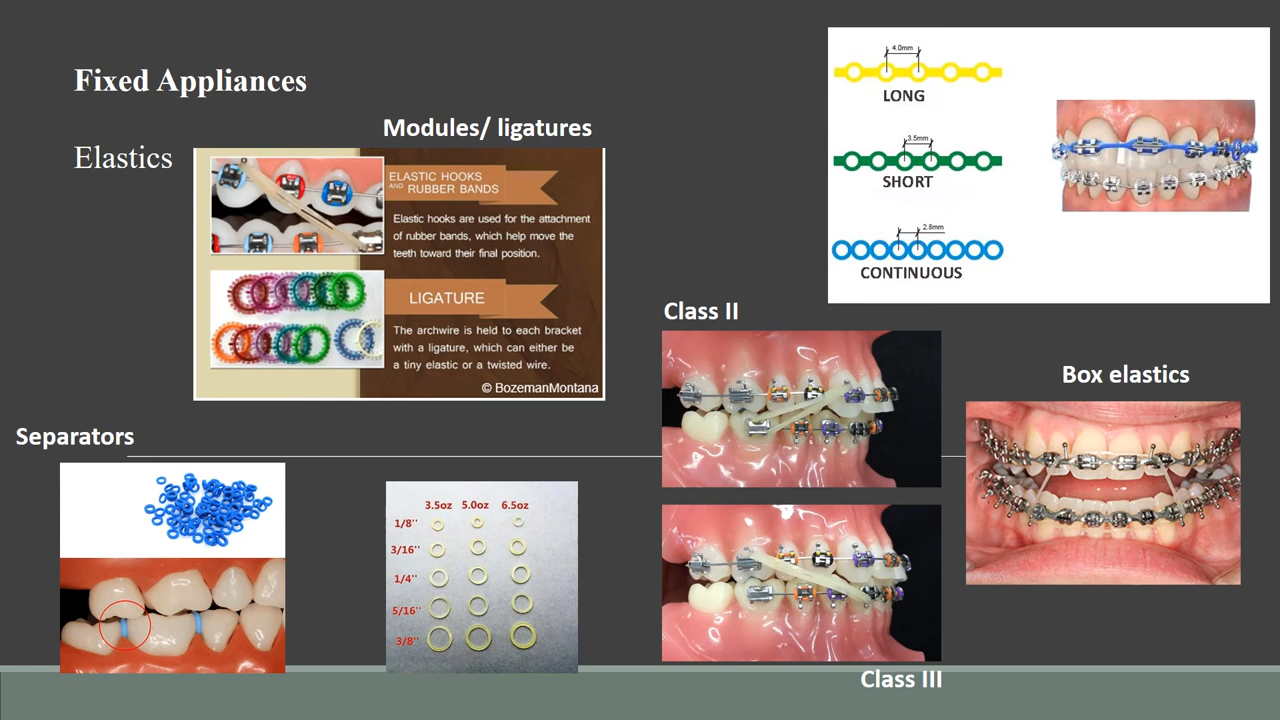 Fixed Appliances
Elastics
Modules/ ligatures
ELASTIC HOOKS
AND RUBBER BANDS
Elastic hooks are used for the attachment
of rubber bands, which help move the
teeth toward their final position.
LIGATURE
The archwire is held to each bracket
with a ligature, which can either be
a tiny elastic or a twisted wire.
© BozemanMontana
4.0mm
LONG
3.5mm
SHORT
2.8mm
CONTINUOUS
Class II
Box elastics
Separators
3.5oz 5.0oz 6.5oz
1/8''
3/16''
1/4''
5/16''
3/8''
Class III